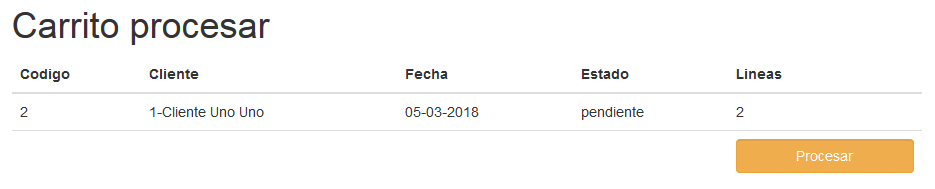 Carrito procesar
Codigo Cliente Fecha Estado Lineas
2 1-Cliente Uno Uno 05-03-2018 pendiente 2
Procesar